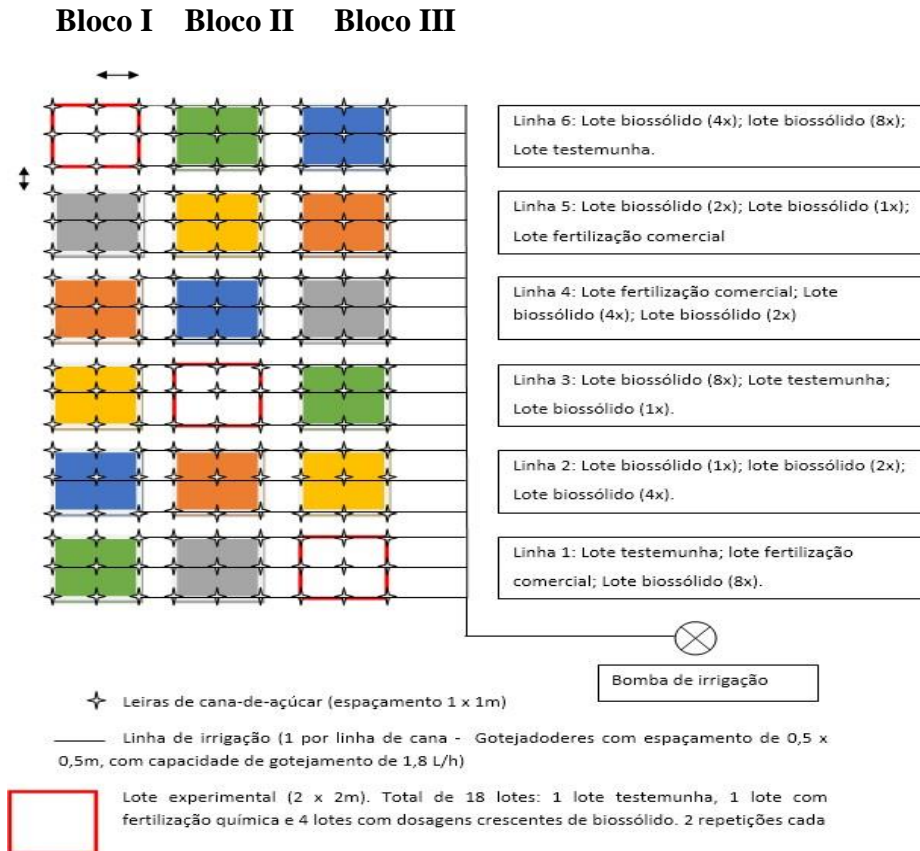 Bloco I Bloco II Bloco III
Linha 6: Lote biossólido (4x); lote biossólido (8x);
Lote testemunha.
Linha 5: Lote biossólido (2x); Lote biossólido (1x);
Lote fertilização comercial
Linha 4: Lote fertilização comercial; Lote
biossólido (4x); Lote biossólido (2x)
Linha 3: Lote biossólido (8x); Lote testemunha;
Lote biossólido (1x).
Linha 2: Lote biossólido (1x); lote biossólido (2x);
Lote biossólido (4x).
Linha 1: Lote testemunha; lote fertilização
comercial; Lote biossólido (8x).
Bomba de irrigação
Leiras de cana-de-açúcar (espaçamento 1 x 1m)
Linha de irrigação (1 por linha de cana - Gotejadoderes com espaçamento de 0,5 x
0,5m, com capacidade de gotejamento de 1,8 L/h)
Lote experimental (2 x 2m). Total de 18 lotes: 1 lote testemunha, 1 lote com
fertilização química e 4 lotes com dosagens crescentes de biossólido. 2 repetições cada